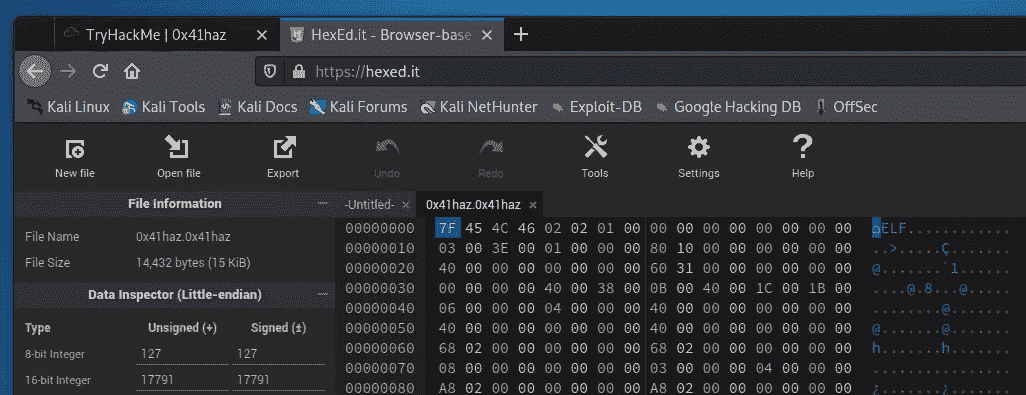 TryHackMe | 0x41haz
HexEd.it - Browser-base
https://hexed.it
Kali Linux Kali Tools Kali Docs Kali Forums Kali NetHunter Exploit-DB Google Hacking DB OffSec
New file Open file Export Undo Redo Tools Settings Help
File Information
File Name 0x41haz.0x41haz
File Size 14,432 bytes (15 KiB)
Data Inspector (Little-endian)
Type Unsigned (+) Signed (±)
8-bit Integer 127 127
16-bit Integer 17791 17791
-Untitled- × 0x41haz.0x41haz ×
00000000 7F 45 4C 46 02 02 01 00 00 00 00 00 00 00 00 00 ⌂ELF............
00000010 03 00 3E 00 01 00 00 00 80 10 00 00 00 00 00 00 ..>.....Ç.......
00000020 40 00 00 00 00 00 00 00 60 31 00 00 00 00 00 00 @.......`1......
00000030 00 00 00 00 40 00 38 00 0B 00 40 00 1C 00 1B 00 ....@.8...@.....
00000040 06 00 00 00 04 00 00 00 40 00 00 00 00 00 00 00 ........@.......
00000050 40 00 00 00 00 00 00 00 40 00 00 00 00 00 00 00 @.......@.......
00000060 68 02 00 00 00 00 00 00 68 02 00 00 00 00 00 00 h.......h.......
00000070 08 00 00 00 00 00 00 00 03 00 00 00 04 00 00 00 ................
00000080 A8 02 00 00 00 00 00 00 A8 02 00 00 00 00 00 00 ¿.......¿.......